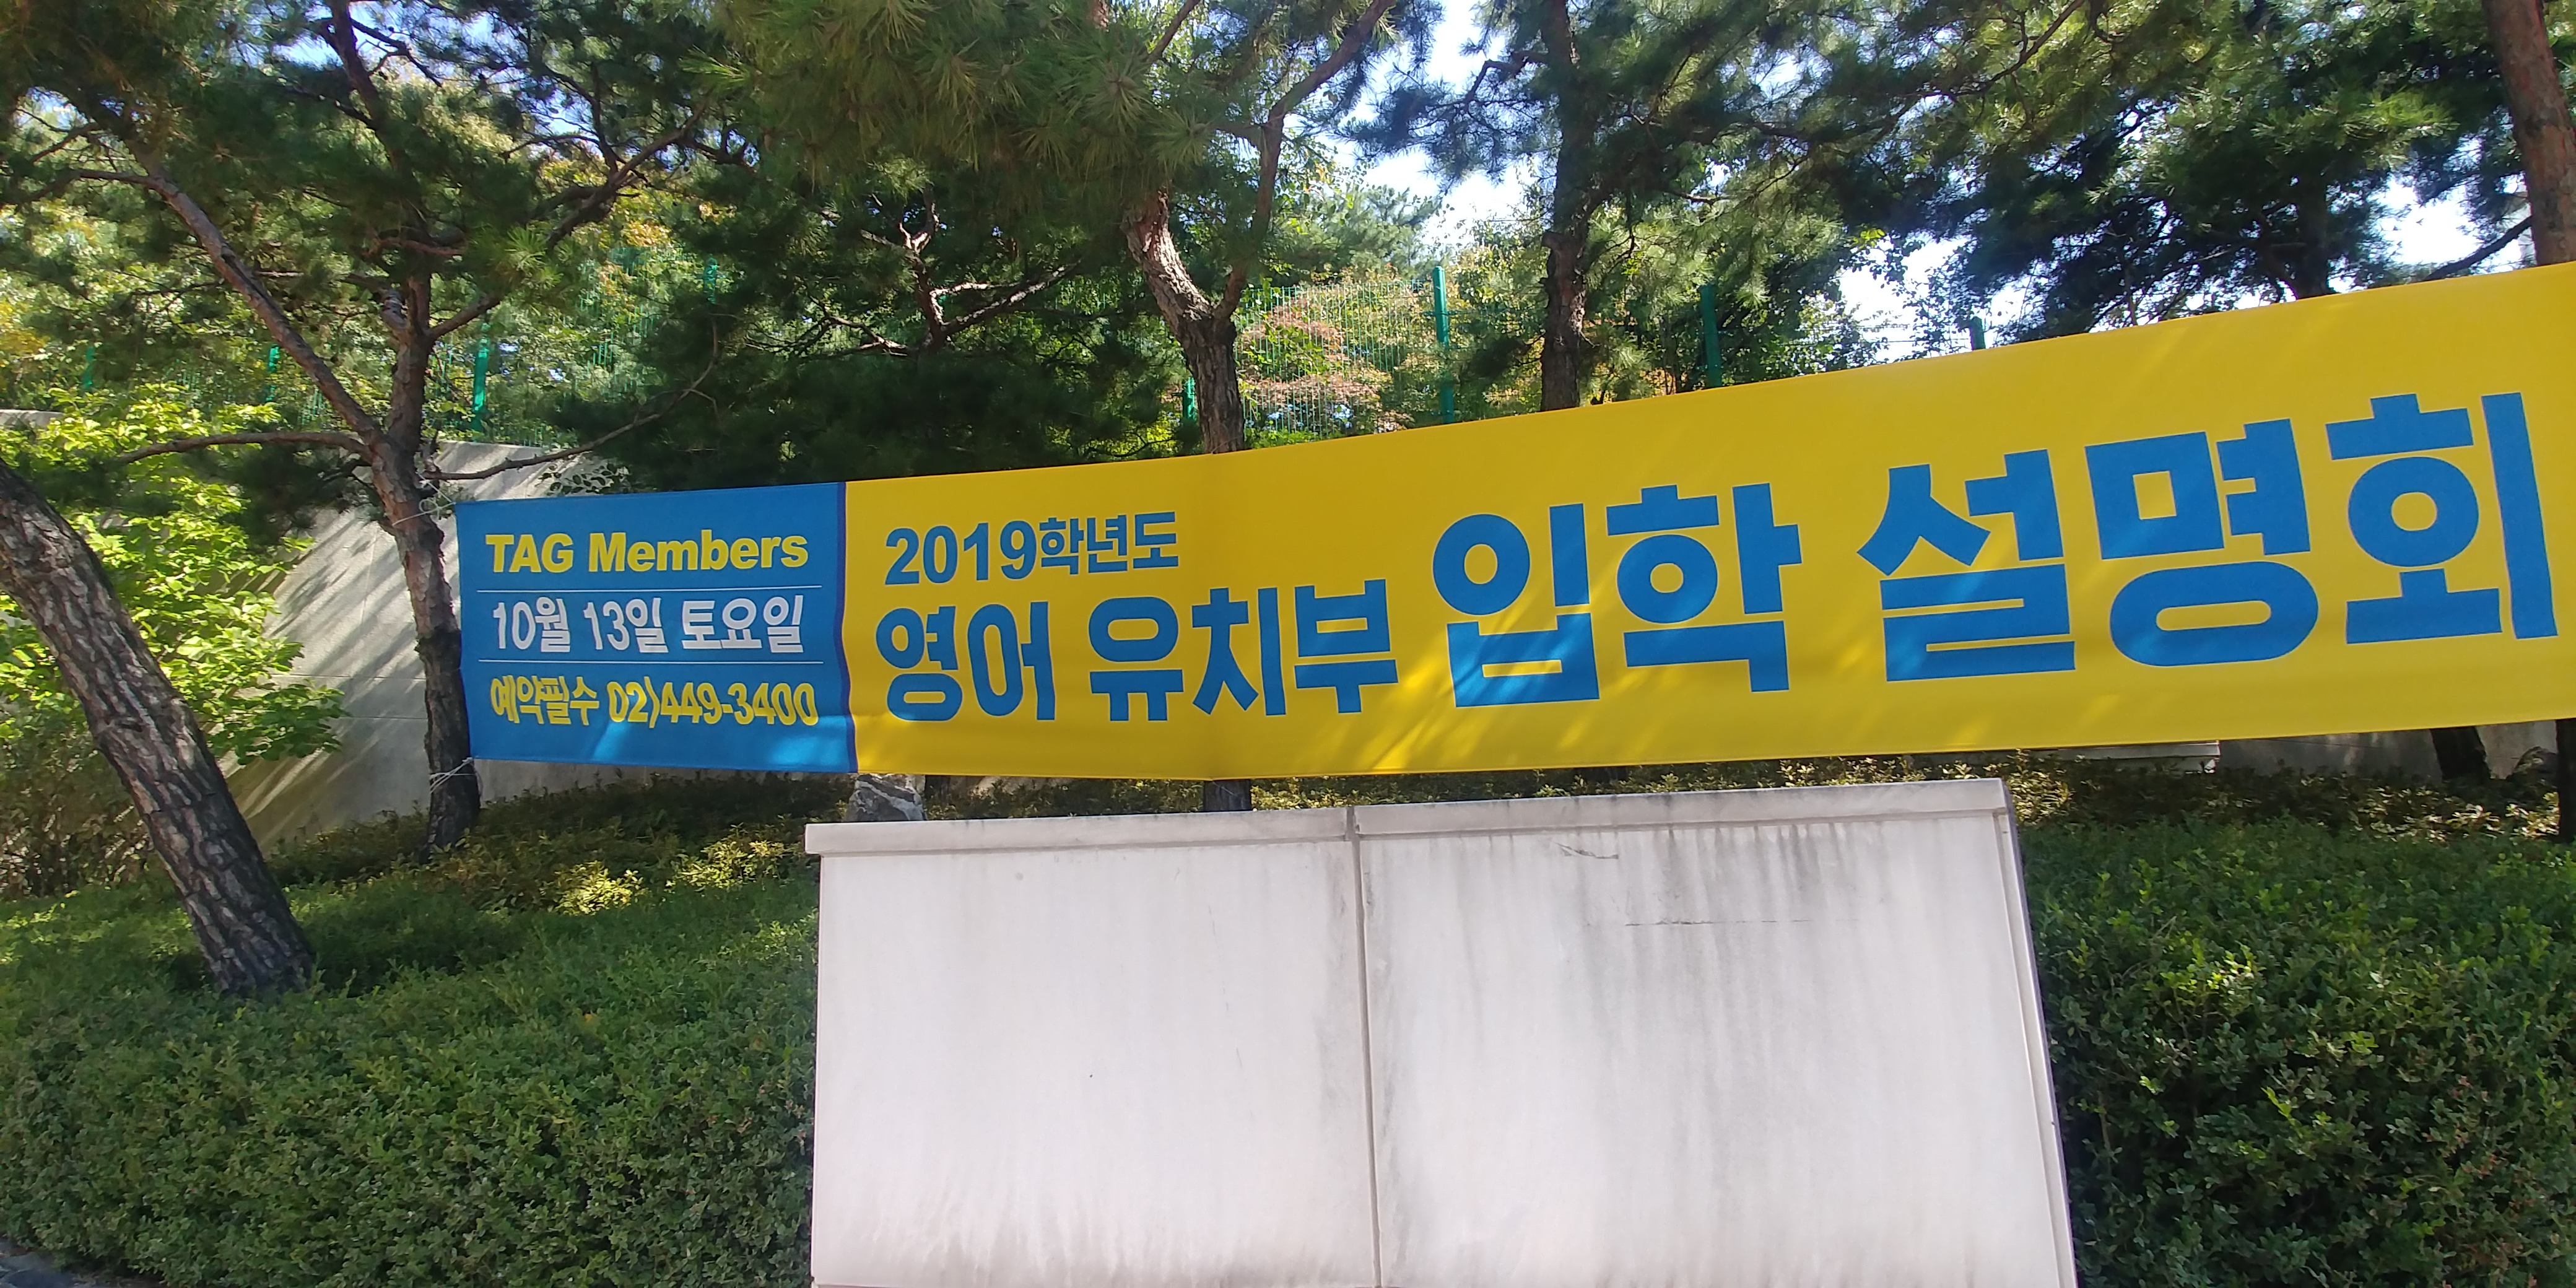 TAG Members
10월 13일 토요일
예약필수 02)449-3400
2019학년도
영어 유치부 입학 설명회